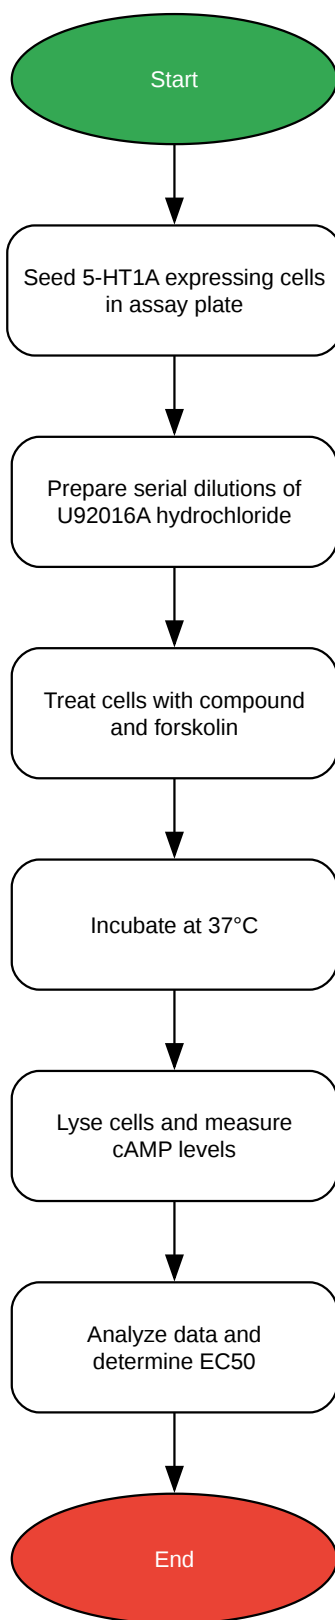 Start
Seed 5-HT1A expressing cells
in assay plate
Prepare serial dilutions of
U92016A hydrochloride
Treat cells with compound
and forskolin
Incubate at 37°C
Lyse cells and measure
cAMP levels
Analyze data and
determine EC50
End